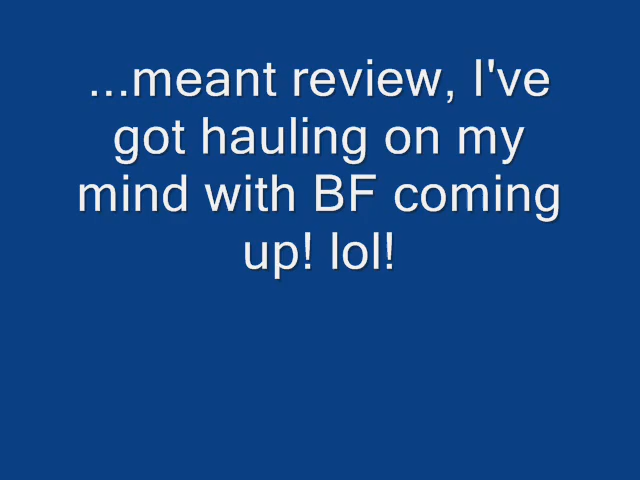 ...meant review, I've
got hauling on my
mind with BF coming
up! lol!